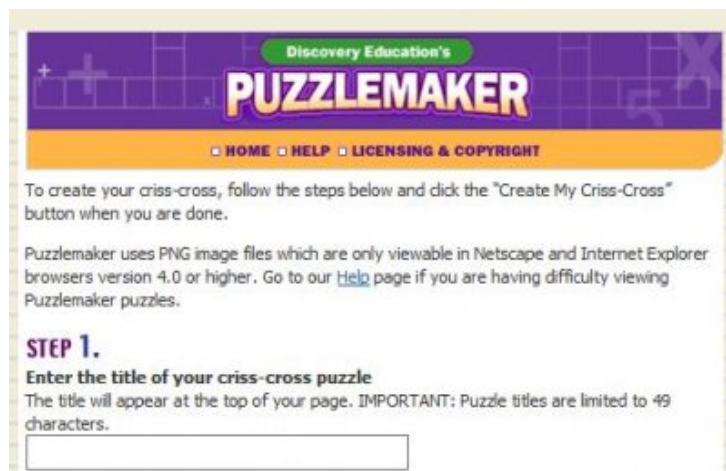 Discovery Education's
PUZZLEMAKER
HOME HELP LICENSING & COPYRIGHT
To create your criss-cross, follow the steps below and click the "Create My Criss-Cross"
button when you are done.
Puzzlemaker uses PNG image files which are only viewable in Netscape and Internet Explorer
browsers version 4.0 or higher. Go to our Help page if you are having difficulty viewing
Puzzlemaker puzzles.
STEP 1.
Enter the title of your criss-cross puzzle
The title will appear at the top of your page. IMPORTANT: Puzzle titles are limited to 49
characters.